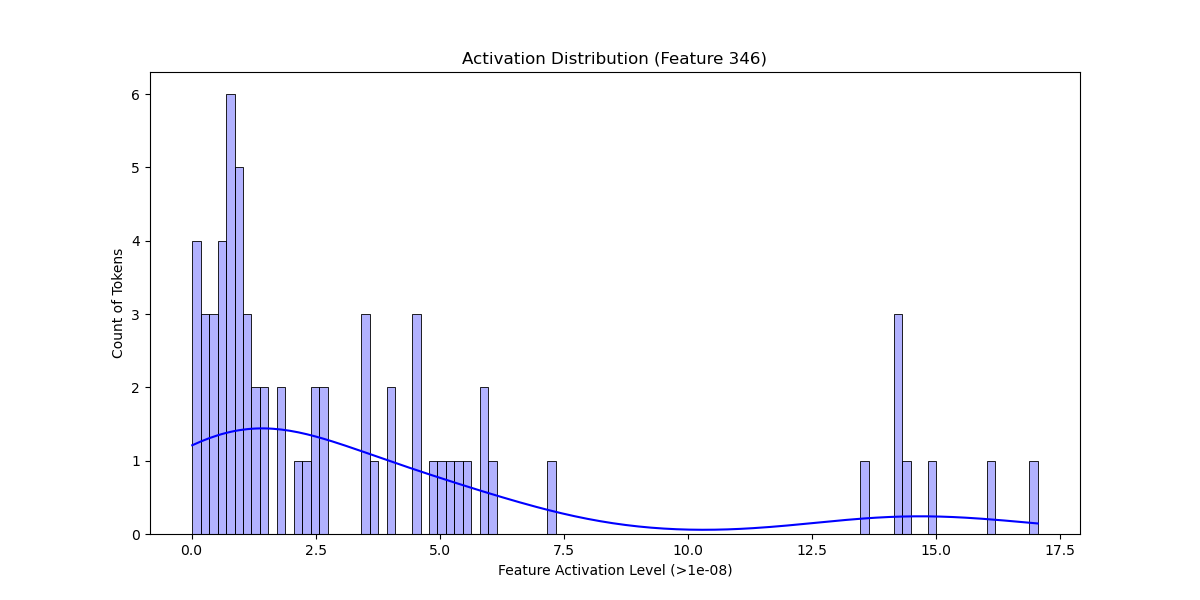 Activation Distribution (Feature 346)
6
5
4
3
2
1
0
Count of Tokens
0.0 2.5 5.0 7.5 10.0 12.5 15.0 17.5
Feature Activation Level (>1e-08)